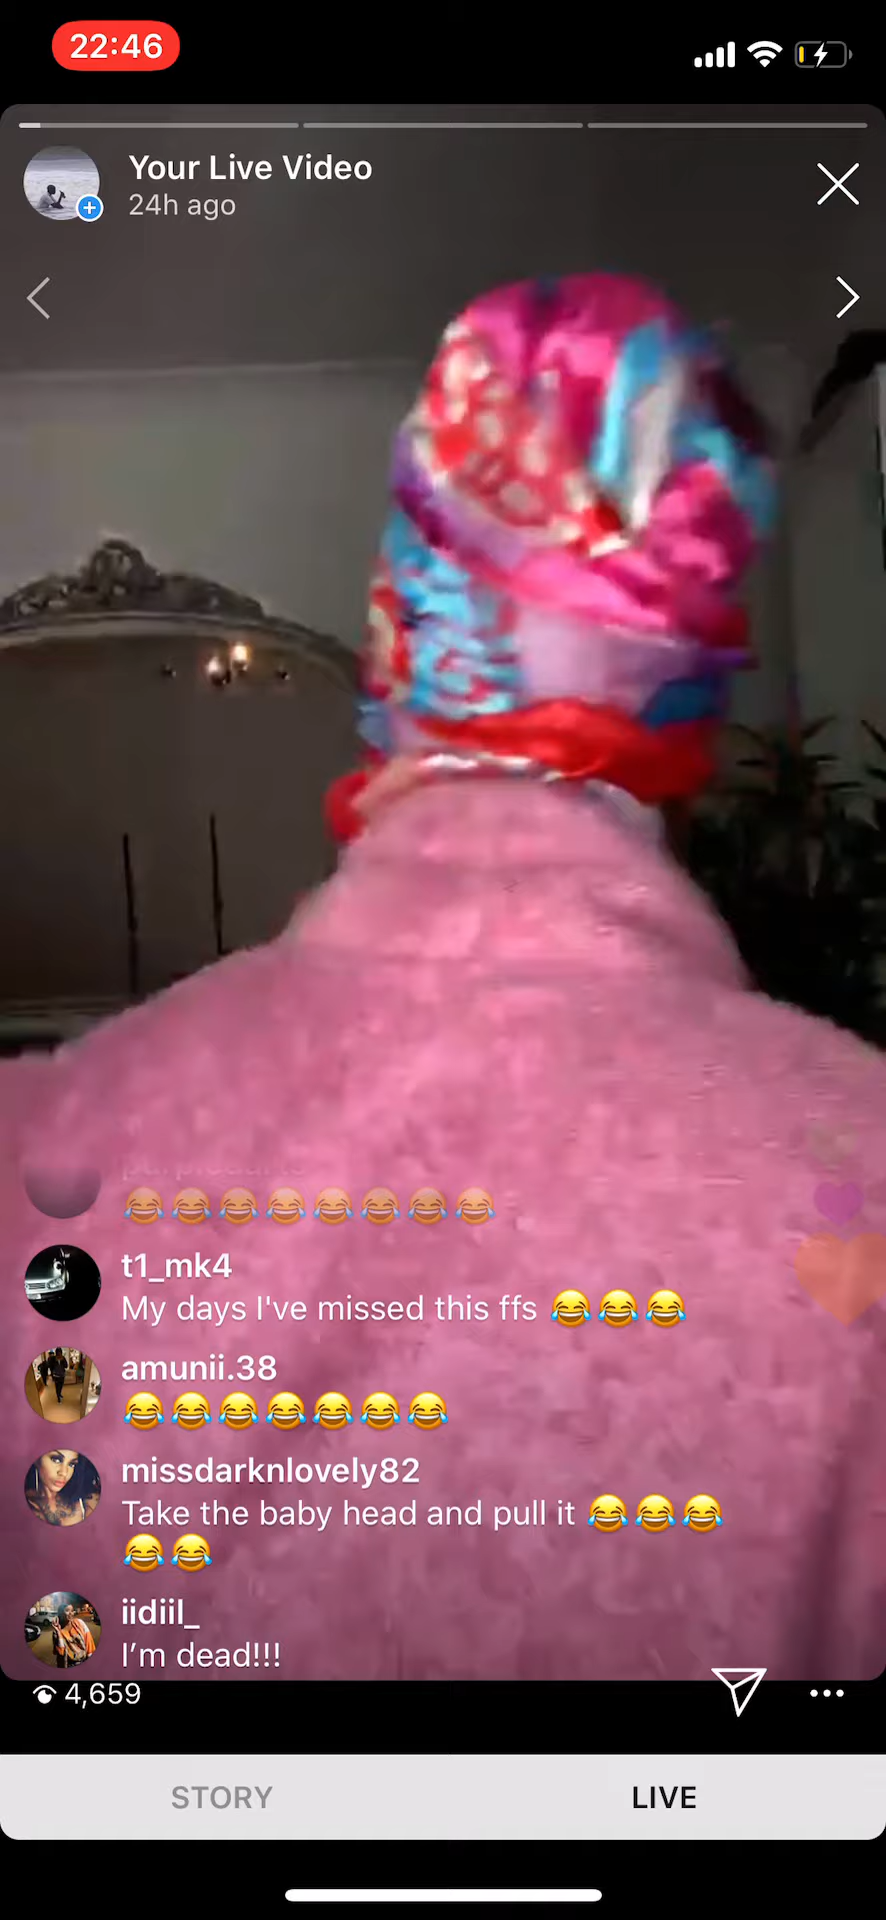 22:46
Your Live Video
24h ago
😂😂😂😂😂😂😂😂
t1_mk4
My days I've missed this ffs 😂😂😂
amunii.38
😂😂😂😂😂😂😂
missdarknlovely82
Take the baby head and pull it 😂😂😂
😂😂
iidiil_
I'm dead!!!
4,659
STORY LIVE